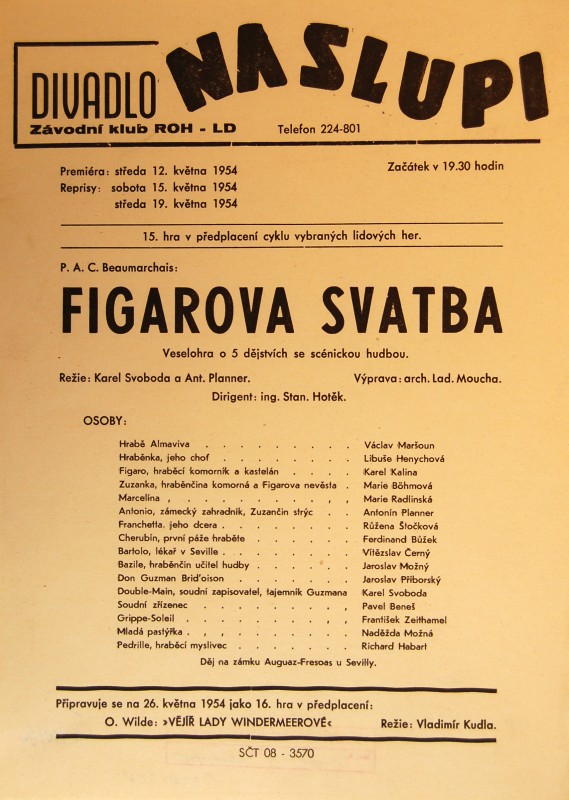 DIVADLO NA SLUPI
Závodní klub ROH - LD Telefon 224-801
Premiéra: středa 12. května 1954 Začátek v 19.30 hodin
Reprisy: sobota 15. května 1954
středa 19. května 1954
15. hra v předplacení cyklu vybraných lidových her.
P. A. C. Beaumarchais:
FIGAROVA SVATBA
Veselohra o 5 dějstvích se scénickou hudbou.
Režie: Karel Svoboda a Ant. Planner. Výprava: arch. Lad. Moucha.
Dirigent: ing. Stan. Hotěk.
OSOBY:
Hrabě Almaviva . . . . . . . . Václav Maršoun
Hraběnka, jeho choť . . . . . . . Libuše Henychová
Figaro, hraběcí komorník a kastelán . . . . Karel Kalina
Zuzanka, hraběnčina komorná a Figarova nevěsta . Marie Böhmová
Marcelina , . . . . . . . , , Marie Radlinská
Antonio, zámecký zahradník, Zuzančin strýc . . Antonín Planner
Franchetta. jeho dcera . . . . . . . Růžena Štočková
Cherubín, první páže hraběte . . . . . Ferdinand Bůžek
Bartolo, lékař v Seville . . . . . . . Vítězslav Černý
Bazile, hraběnčin učitel hudby . . . . . Jaroslav Možný
Don Guzman Brid'oison . . . . . . Jaroslav Příborský
Double-Main, soudní zapisovatel, tajemník Guzmana Karel Svoboda
Soudní zřízenec . . . . . . . , , Pavel Beneš
Grippe-Soleil . . . . . . . . , František Zeithamel
Mladá pastýřka . , , . . . . . . Naděžda Možná
Pedrille, hraběcí myslivec . . . . . . Richard Habart
Děj na zámku Auguaz-Fresoas u Sevilly.
Připravuje se na 26. května 1954 jako 16. hra v předplacení:
O. Wilde: »VĚJÍŘ LADY WINDERMEEROVÉ« Režie: Vladimír Kudla.
SČT 08 - 3570